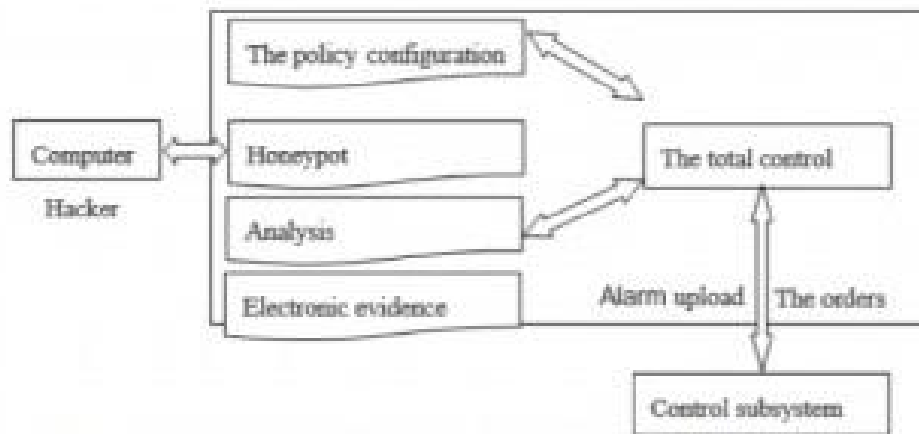 The policy configuration
Computer
Honeypot
The total control
Hacker
Analysis
Electronic evidence
Alarm upload
The orders
Control subsystem